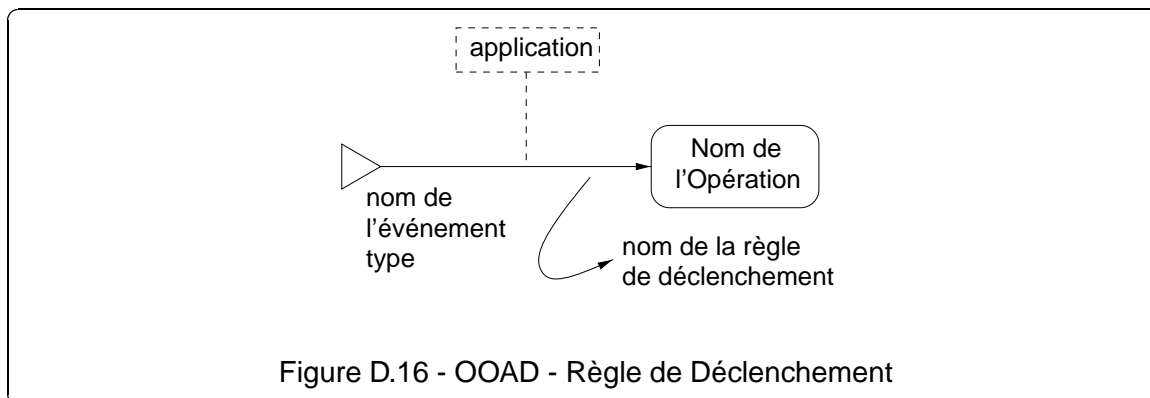 application
Nom de
l'Opération
nom de
l'événement
type
nom de la règle
de déclenchement
Figure D.16 - OOAD - Règle de Déclenchement